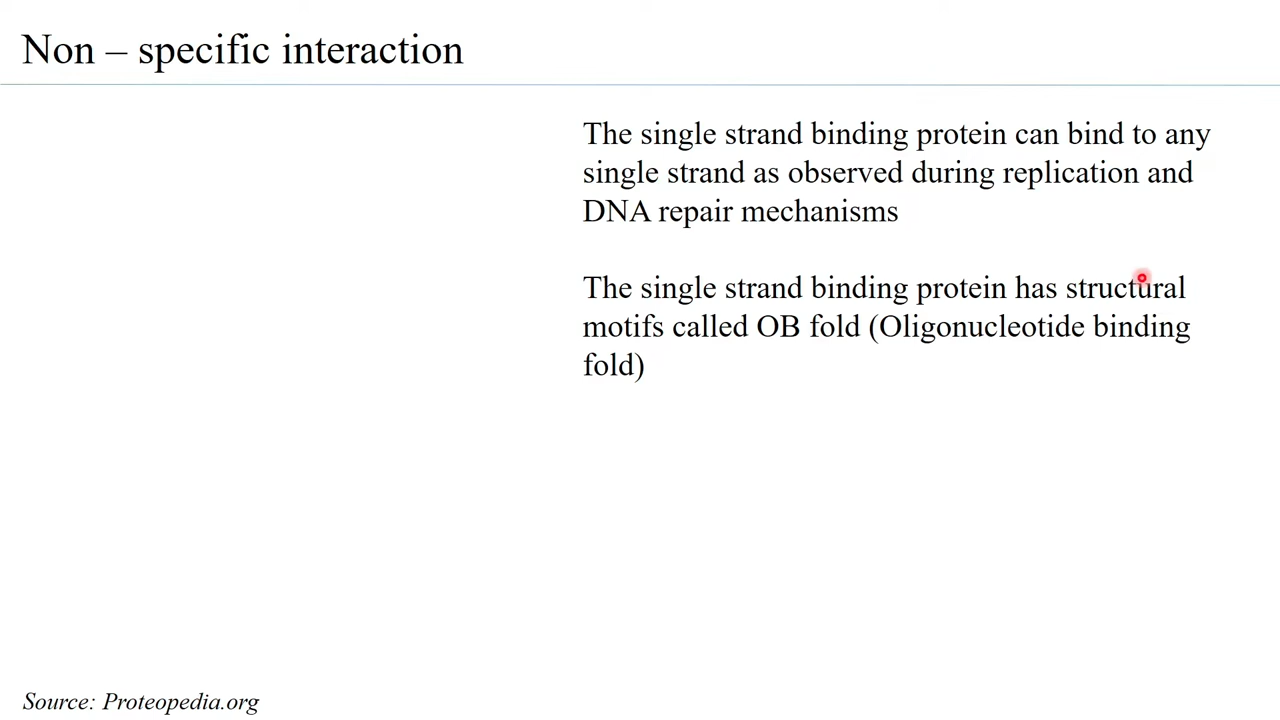 Non – specific interaction
The single strand binding protein can bind to any
single strand as observed during replication and
DNA repair mechanisms
The single strand binding protein has structural
motifs called OB fold (Oligonucleotide binding
fold)
Source: Proteopedia.org